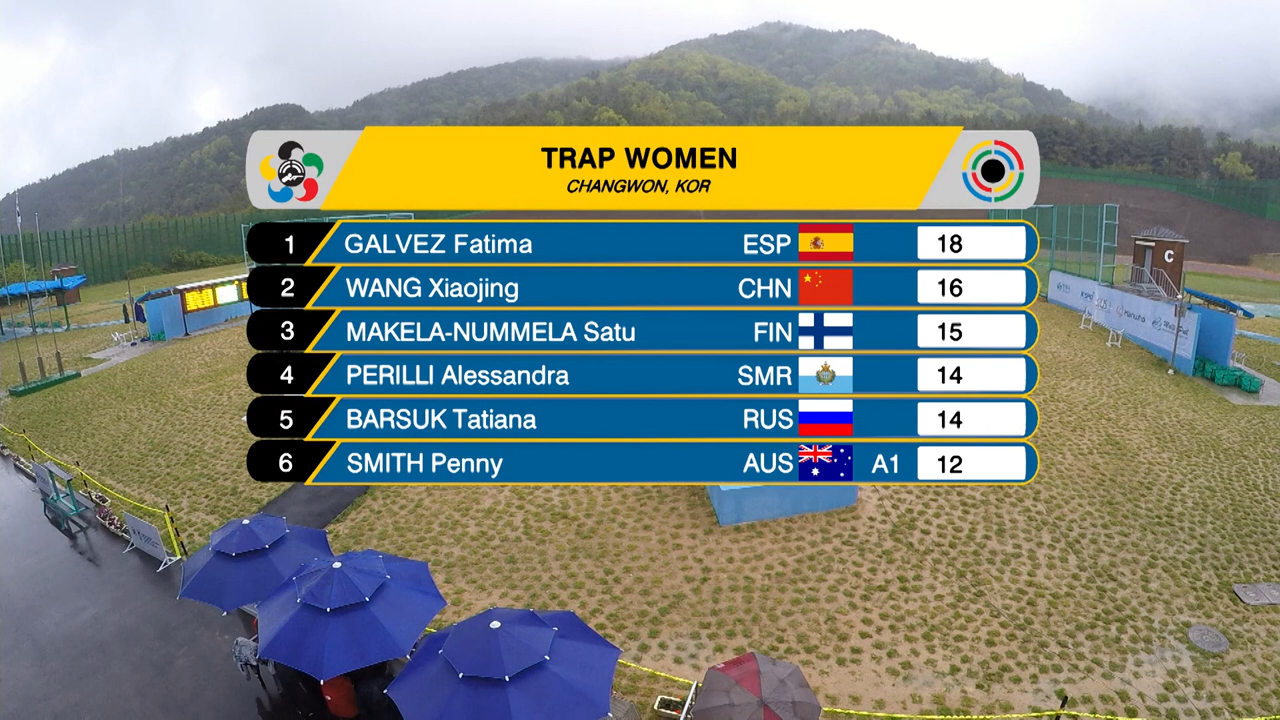 TRAP WOMEN
CHANGWON, KOR
1 GALVEZ Fatima ESP 18
2 WANG Xiaojing CHN 16
3 MAKELA-NUMMELA Satu FIN 15
4 PERILLI Alessandra SMR 14
5 BARSUK Tatiana RUS 14
6 SMITH Penny AUS A1 12
C